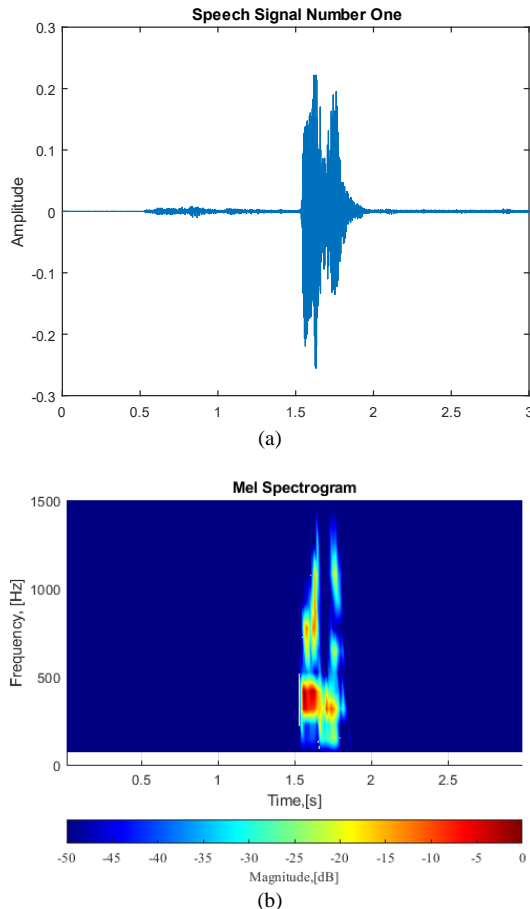 Speech Signal Number One
Amplitude
0.3
0.2
0.1
0
-0.1
-0.2
-0.3
0 0.5 1 1.5 2 2.5 3
(a)
Mel Spectrogram
Frequency, [Hz]
1500
1000
500
0
0.5 1 1.5 2 2.5
Time,[s]
-50 -45 -40 -35 -30 -25 -20 -15 -10 -5 0
Magnitude,[dB]
(b)